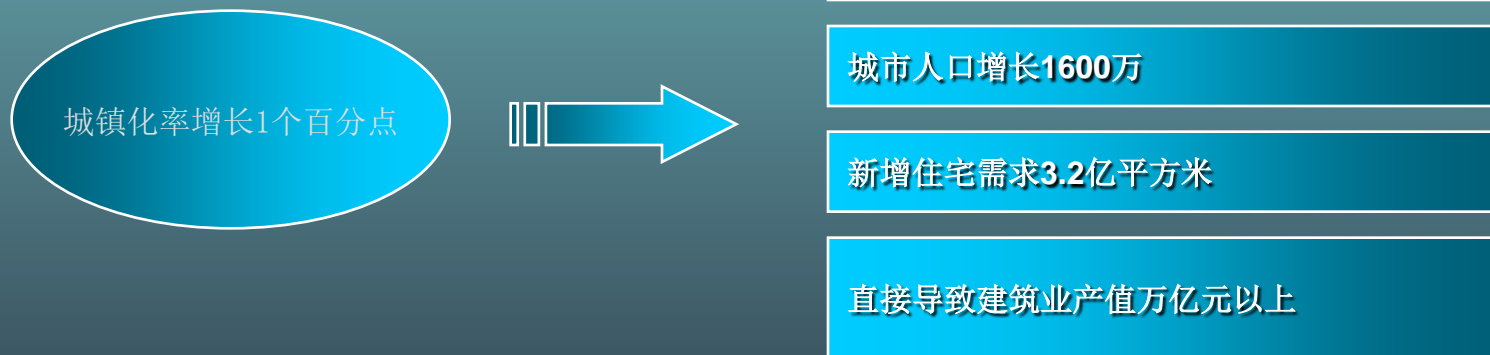 城镇化率增长1个百分点
城市人口增长1600万
新增住宅需求3.2亿平方米
直接导致建筑业产值万亿元以上